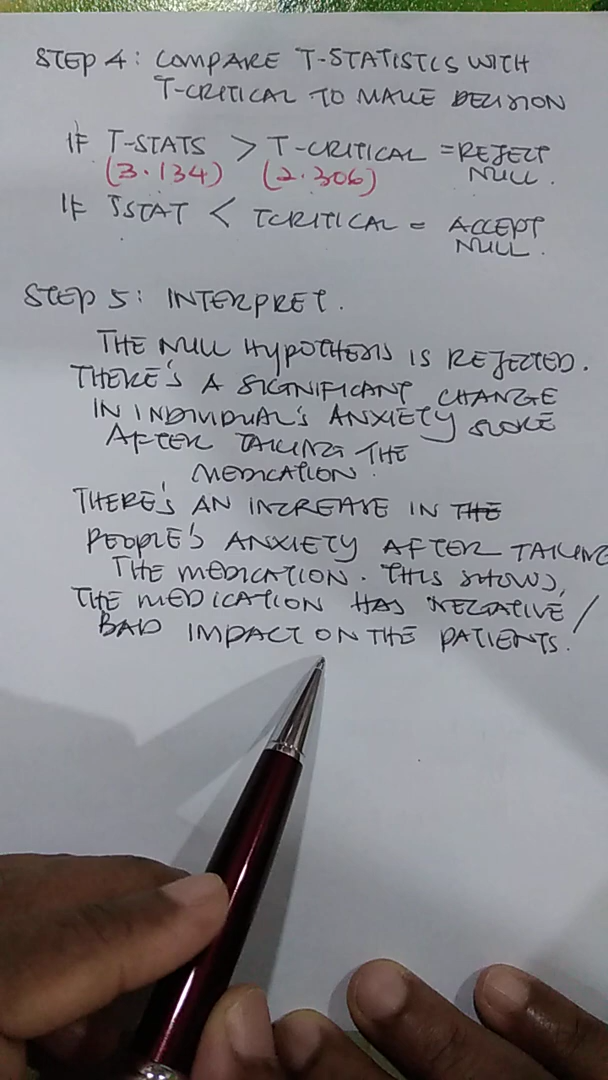 STEP 4: COMPARE T-STATISTCS WITH
T-CRITICAL TO MAKE DECISION
IF T-STATS > T-CRITICAL = REJECT
(3.134) (2.306) NULL.
IF TSTAT < TCRITICAL = ACCEPT
NULL.
STEP 5: INTERPRET.
THE NULL HYPOTHESIS IS REJECTED.
THERE'S A SIGNIFICANT CHANGE
IN INDIVIDUAL'S ANXIETY SCORE
AFTER TAKING THE
MEDICATION.
THERE'S AN INCREASE IN THE
PEOPLE'S ANXIETY AFTER TAKING
THE MEDICATION. THIS SHOWS,
THE MEDICATION HAS NEGATIVE/
BAD IMPACT ON THE PATIENTS.